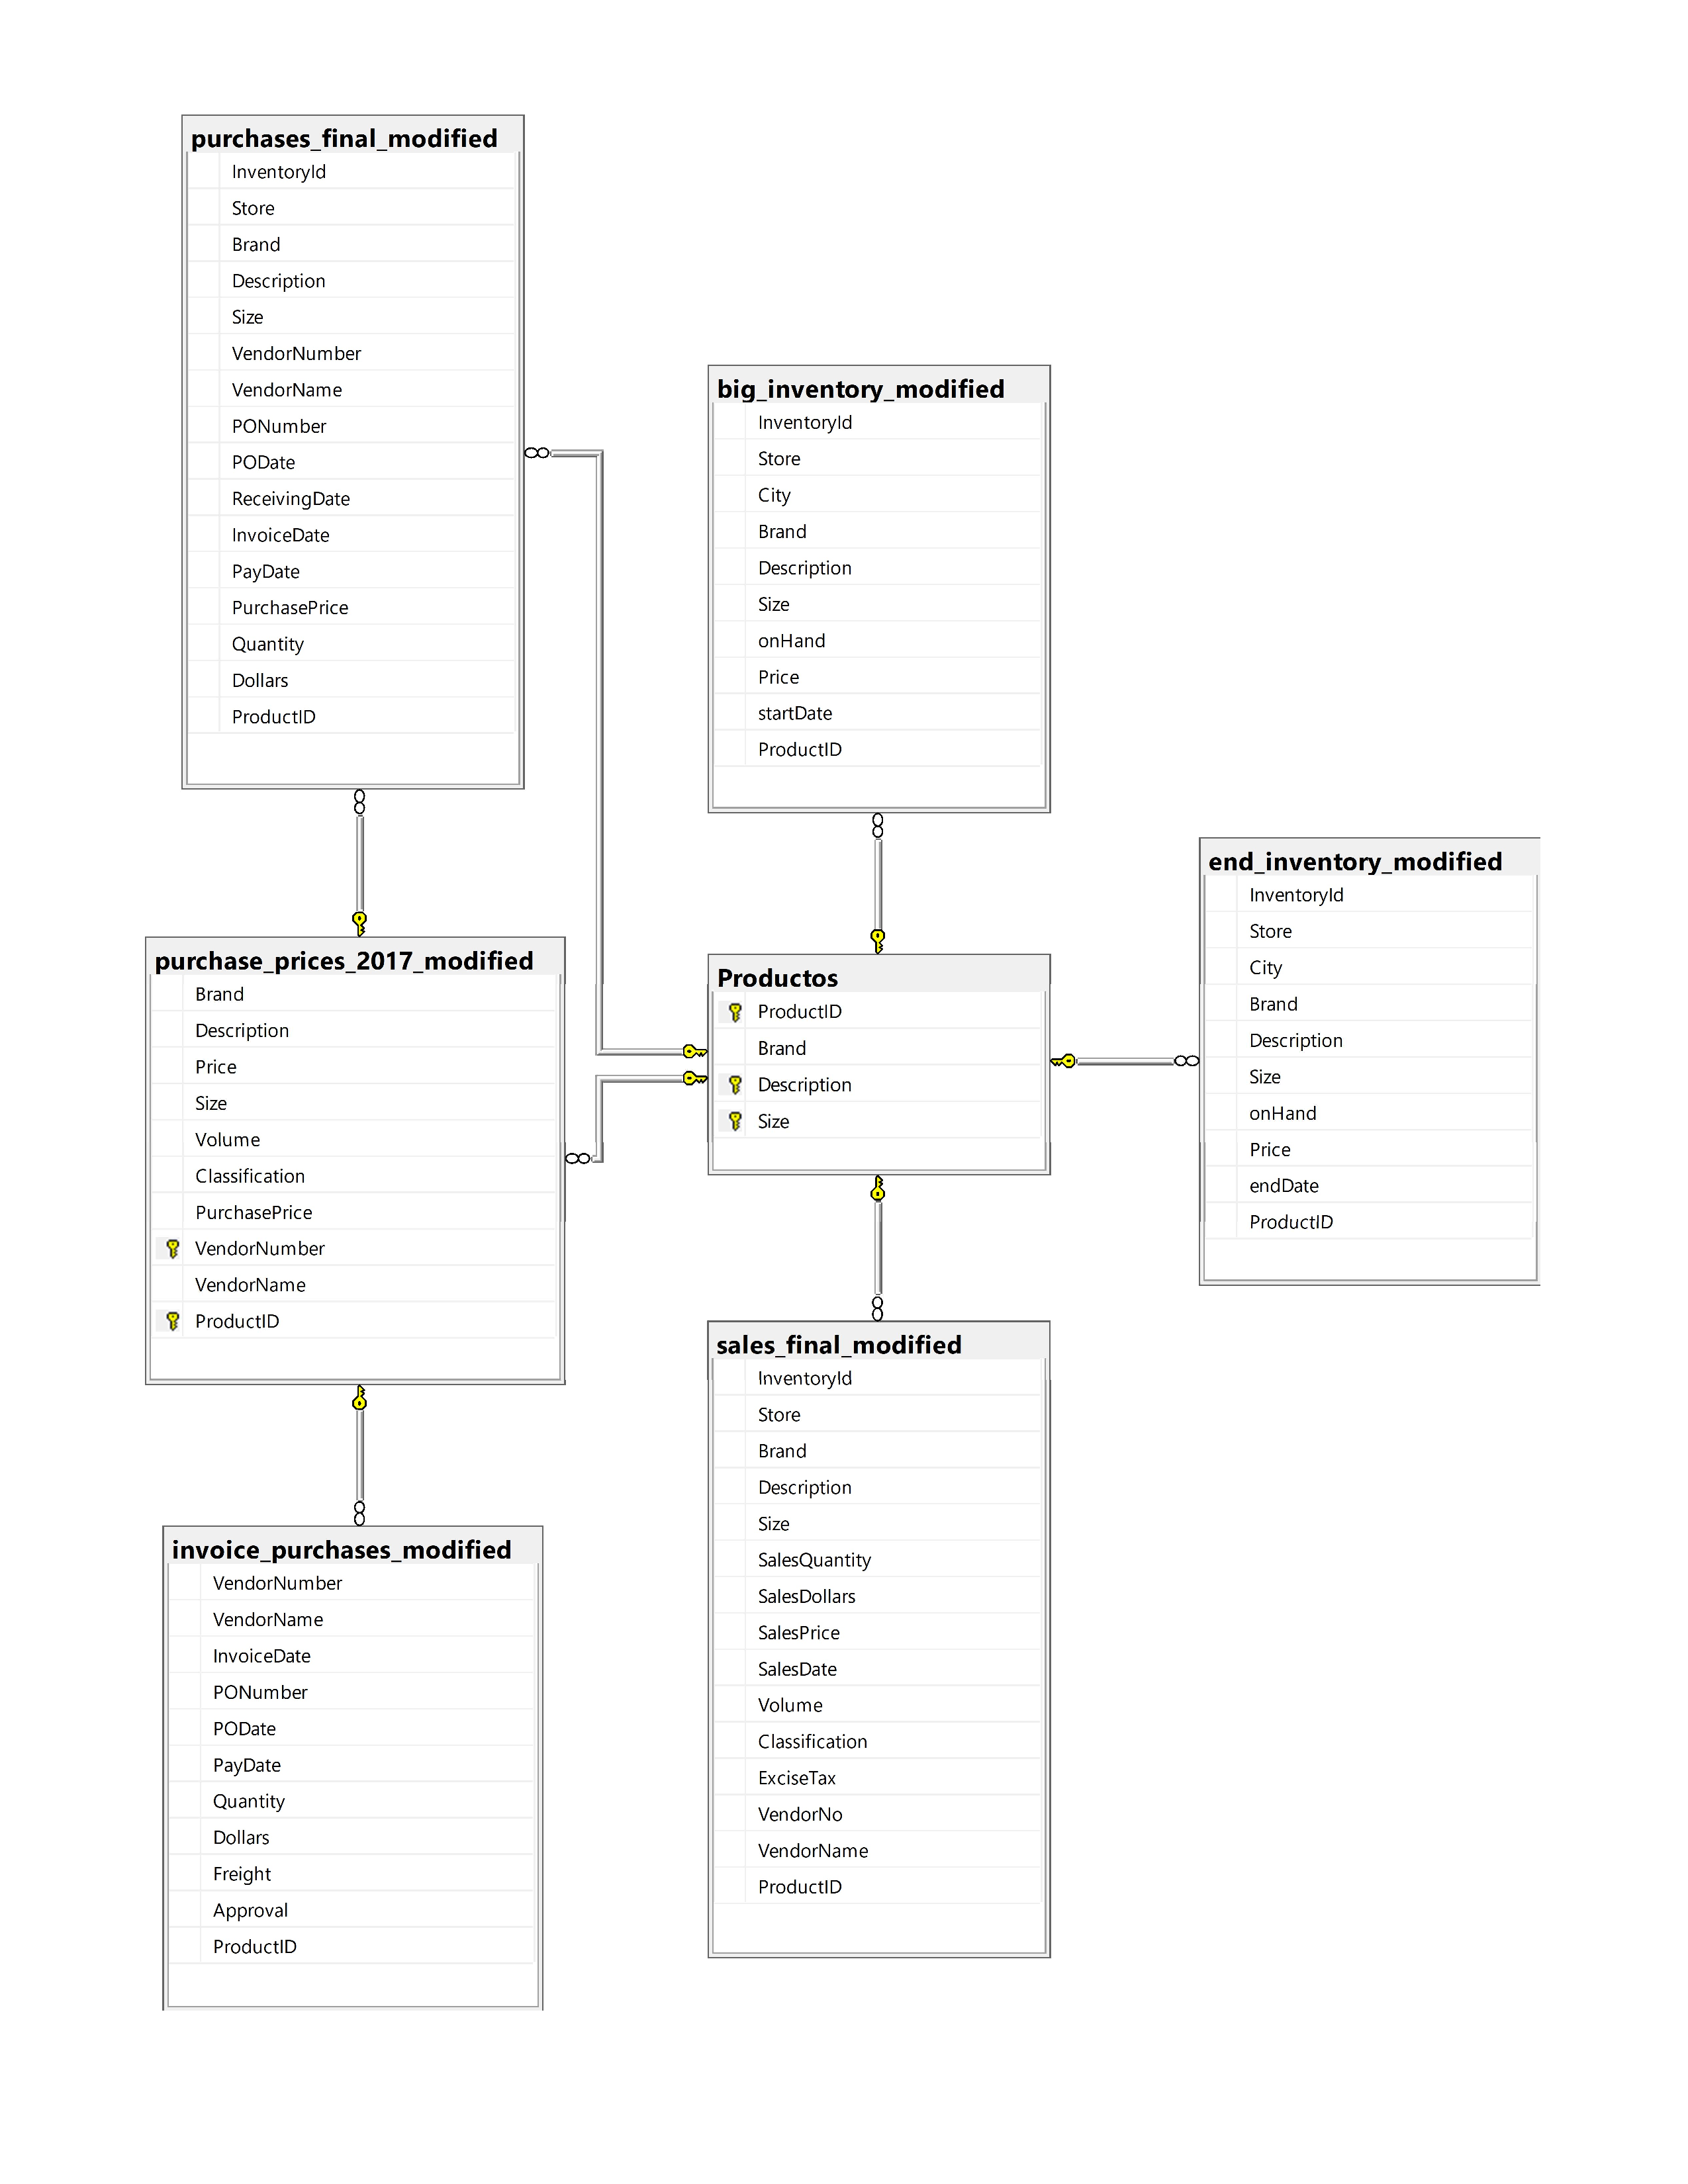 purchases_final_modified
InventoryId
Store
Brand
Description
Size
VendorNumber
VendorName
PONumber
PODate
ReceivingDate
InvoiceDate
PayDate
PurchasePrice
Quantity
Dollars
ProductID
big_inventory_modified
InventoryId
Store
City
Brand
Description
Size
onHand
Price
startDate
ProductID
end_inventory_modified
InventoryId
Store
City
Brand
Description
Size
onHand
Price
endDate
ProductID
purchase_prices_2017_modified
Brand
Description
Price
Size
Volume
Classification
PurchasePrice
VendorNumber
VendorName
ProductID
Productos
ProductID
Brand
Description
Size
invoice_purchases_modified
VendorNumber
VendorName
InvoiceDate
PONumber
PODate
PayDate
Quantity
Dollars
Freight
Approval
ProductID
sales_final_modified
InventoryId
Store
Brand
Description
Size
SalesQuantity
SalesDollars
SalesPrice
SalesDate
Volume
Classification
ExciseTax
VendorNo
VendorName
ProductID